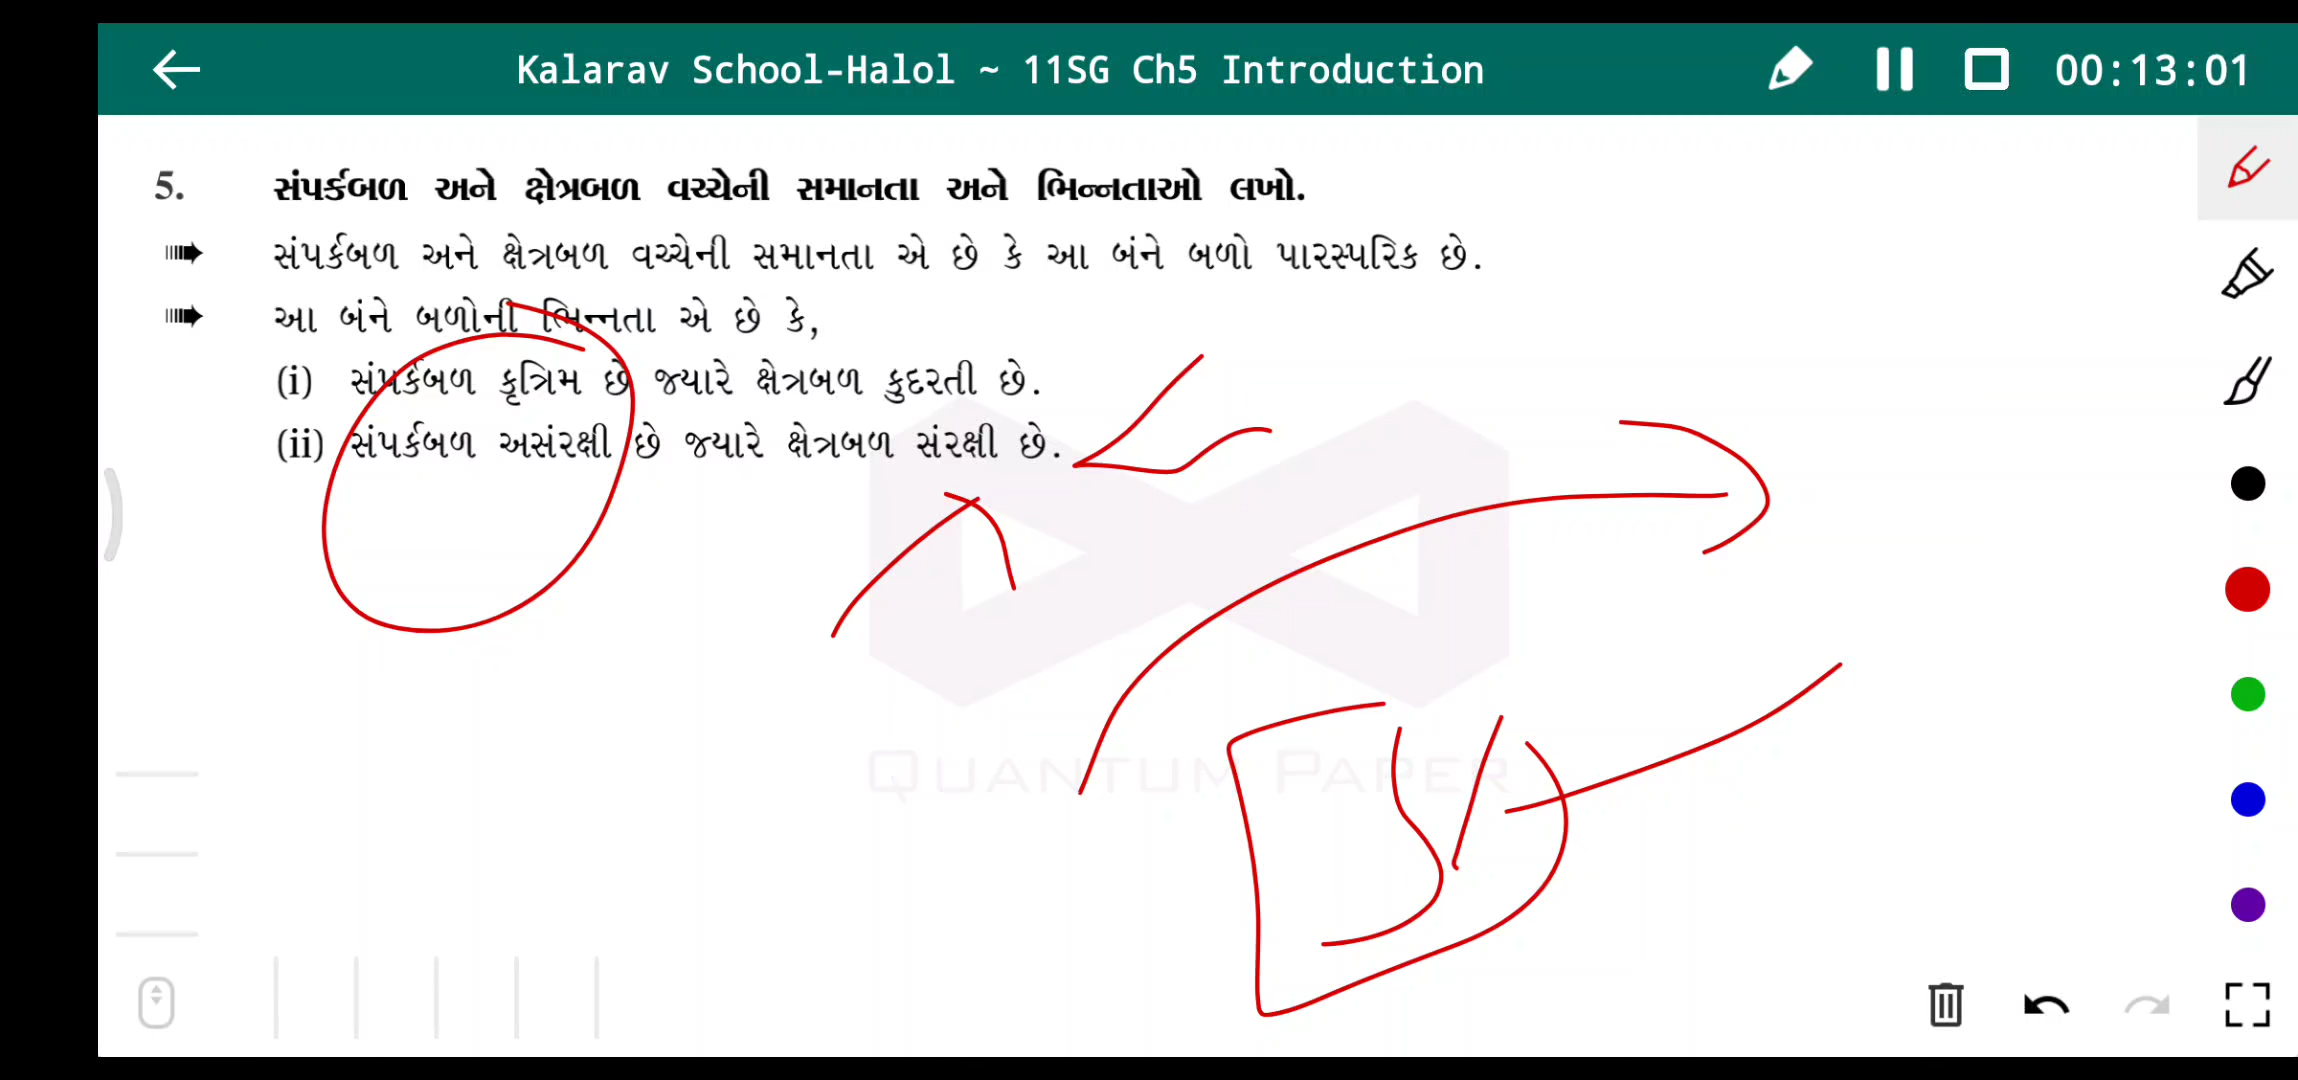 Kalarav School-Halol ~ 11SG Ch5 Introduction 00:13:01
5. સંપર્કબળ અને ક્ષેત્રબળ વચ્ચેની સમાનતા અને ભિન્નતાઓ લખો.
સંપર્કબળ અને ક્ષેત્રબળ વચ્ચેની સમાનતા એ છે કે આ બંને બળો પારસ્પરિક છે.
આ બંને બળોની ભિન્નતા એ છે કે,
(i) સંપર્કબળ કૃત્રિમ છે જ્યારે ક્ષેત્રબળ કુદરતી છે.
(ii) સંપર્કબળ અસંરક્ષી છે જ્યારે ક્ષેત્રબળ સંરક્ષી છે.
QUANTUM PAPER